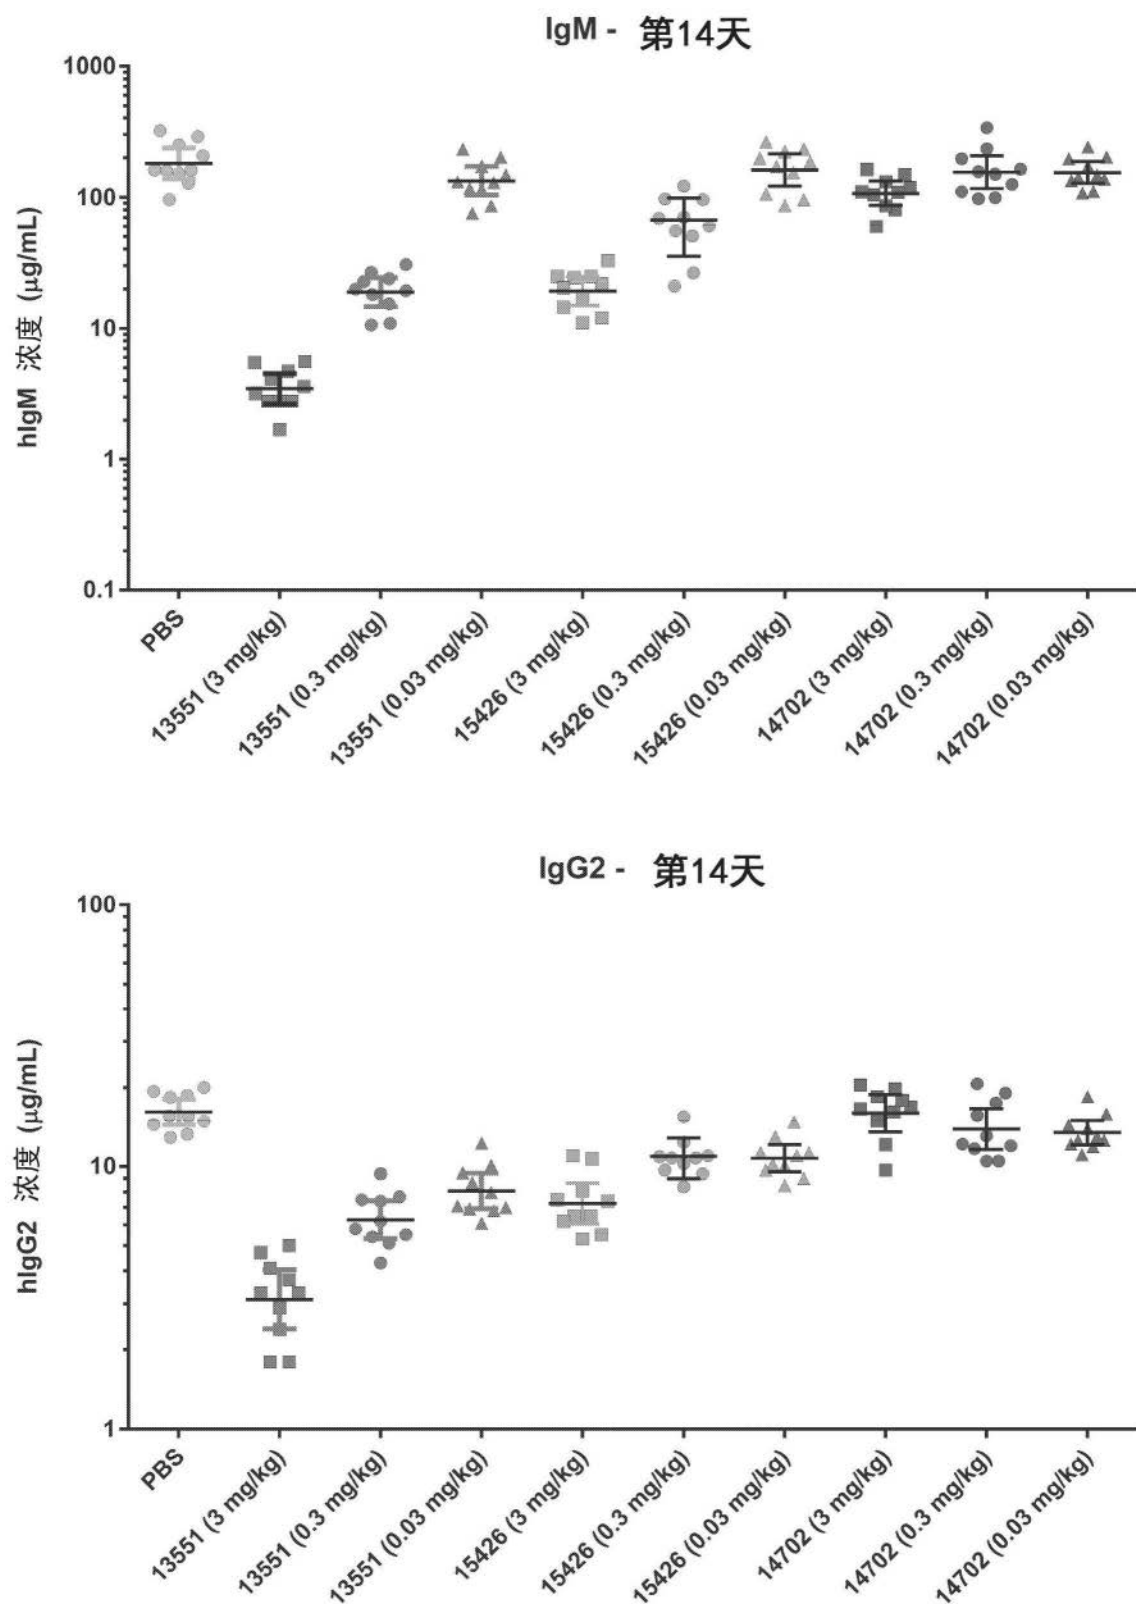 IgM - 第14天
hIgM 浓度 (μg/mL)
1000
100
10
1
0.1
PBS
13551 (3 mg/kg)
13551 (0.3 mg/kg)
13551 (0.03 mg/kg)
15426 (3 mg/kg)
15426 (0.3 mg/kg)
15426 (0.03 mg/kg)
14702 (3 mg/kg)
14702 (0.3 mg/kg)
14702 (0.03 mg/kg)
IgG2 - 第14天
hIgG2 浓度 (μg/mL)
100
10
1
PBS
13551 (3 mg/kg)
13551 (0.3 mg/kg)
13551 (0.03 mg/kg)
15426 (3 mg/kg)
15426 (0.3 mg/kg)
15426 (0.03 mg/kg)
14702 (3 mg/kg)
14702 (0.3 mg/kg)
14702 (0.03 mg/kg)